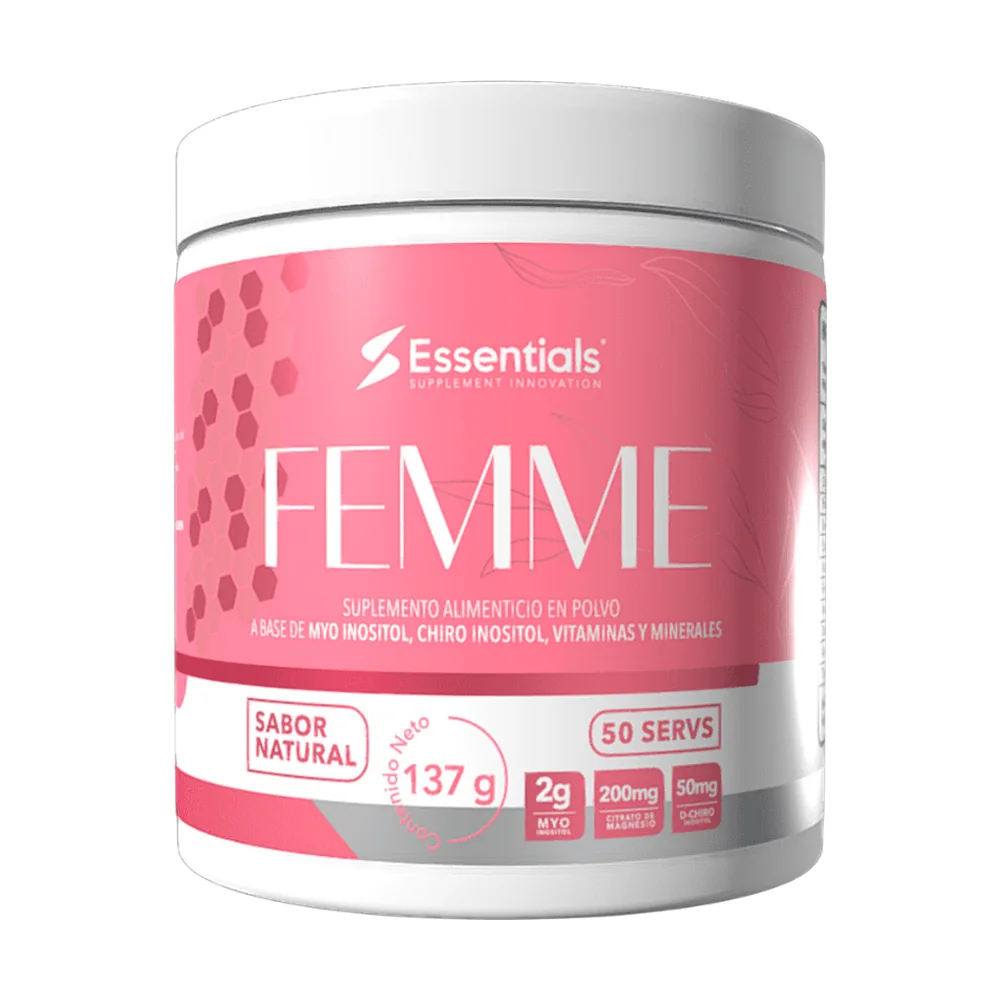 Essentials®
SUPPLEMENT INNOVATION
FEMME
SUPLEMENTO ALIMENTICIO EN POLVO
A BASE DE MYO INOSITOL, CHIRO INOSITOL, VITAMINAS Y MINERALES
SABOR
NATURAL
Contenido Neto
137 g
50 SERVS
2g
MYO
INOSITOL
200mg
CITRATO DE
MAGNESIO
50mg
D-CHIRO
INOSITOL